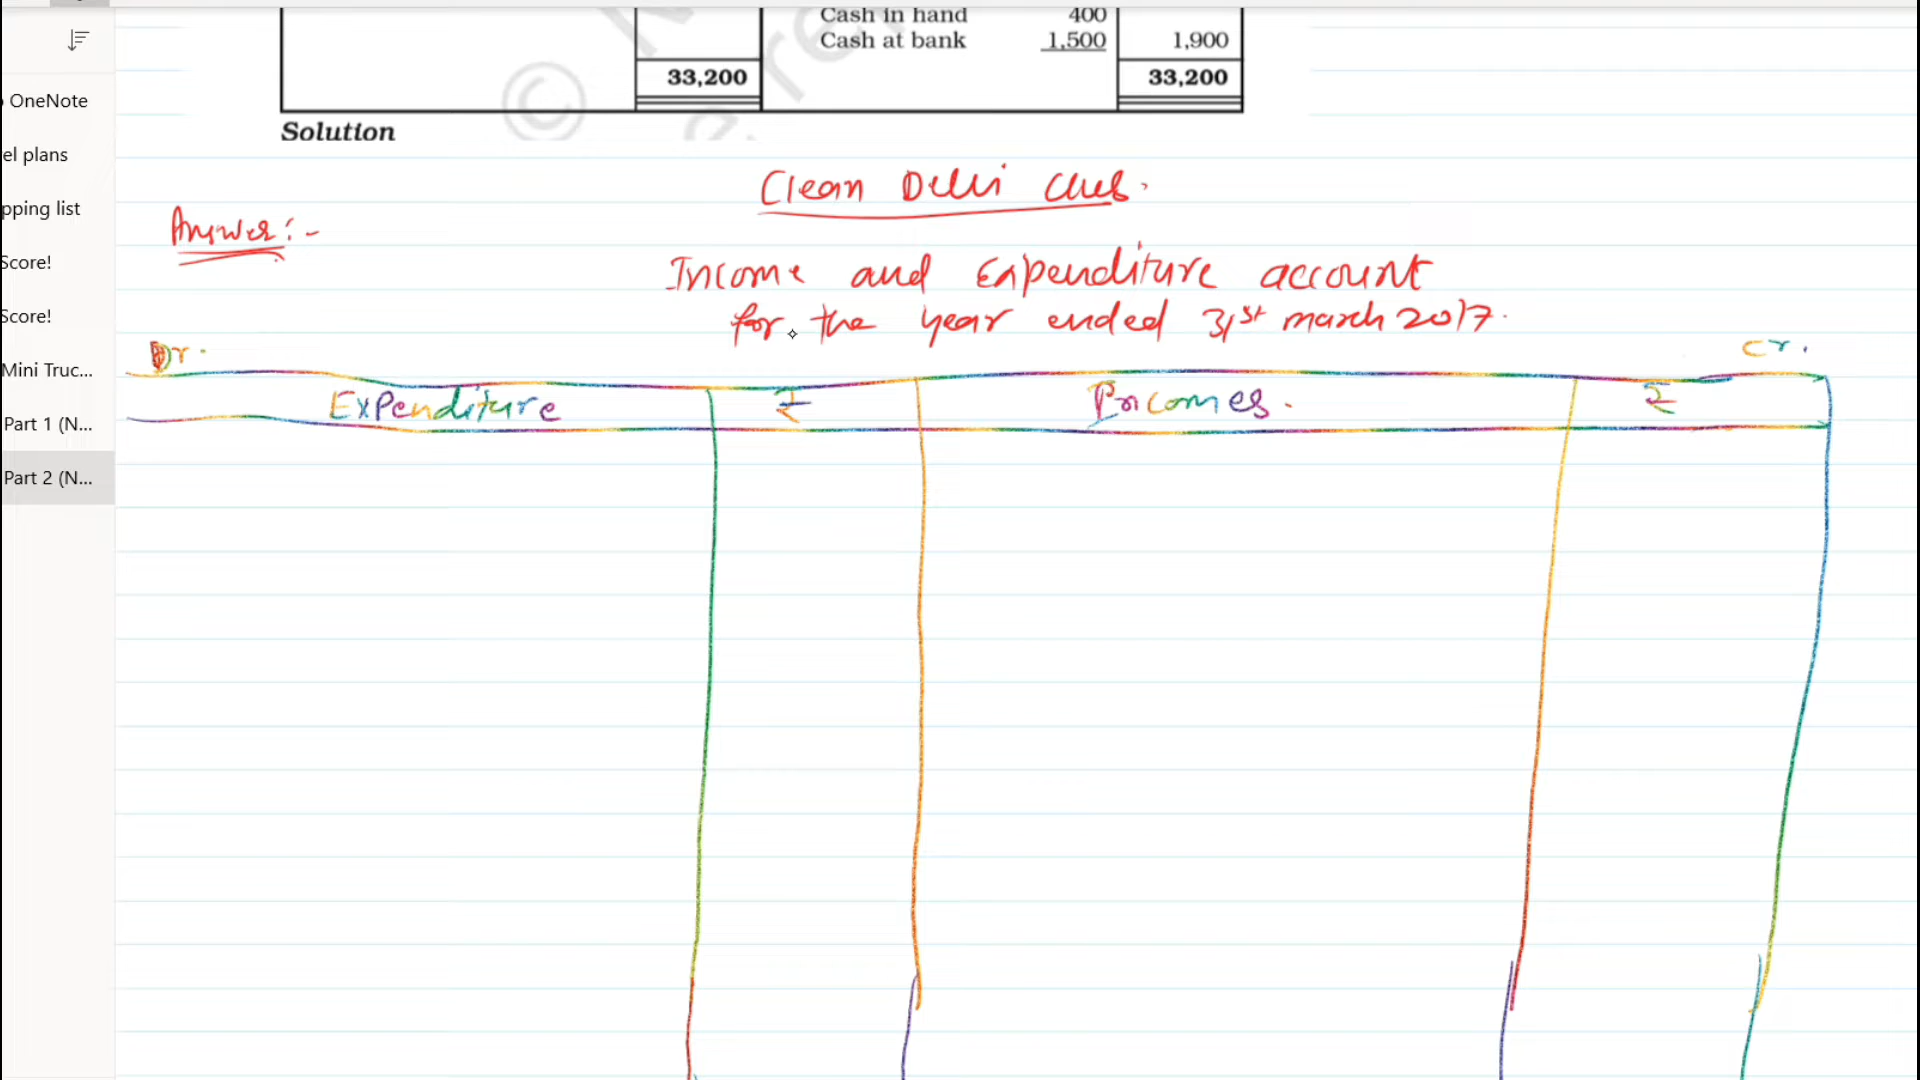 Cash in hand 400
Cash at bank 1,500 1,900
33,200 33,200
©
Solution
OneNote
el plans
pping list
Score!
Score!
Mini Truc...
Part 1 (N...
Part 2 (N...
Clean Delhi Club.
Answer:-
Income and Expenditure account
for the year ended 31st march 2017.
Dr. Cr.
Expenditure ₹ Incomes. ₹